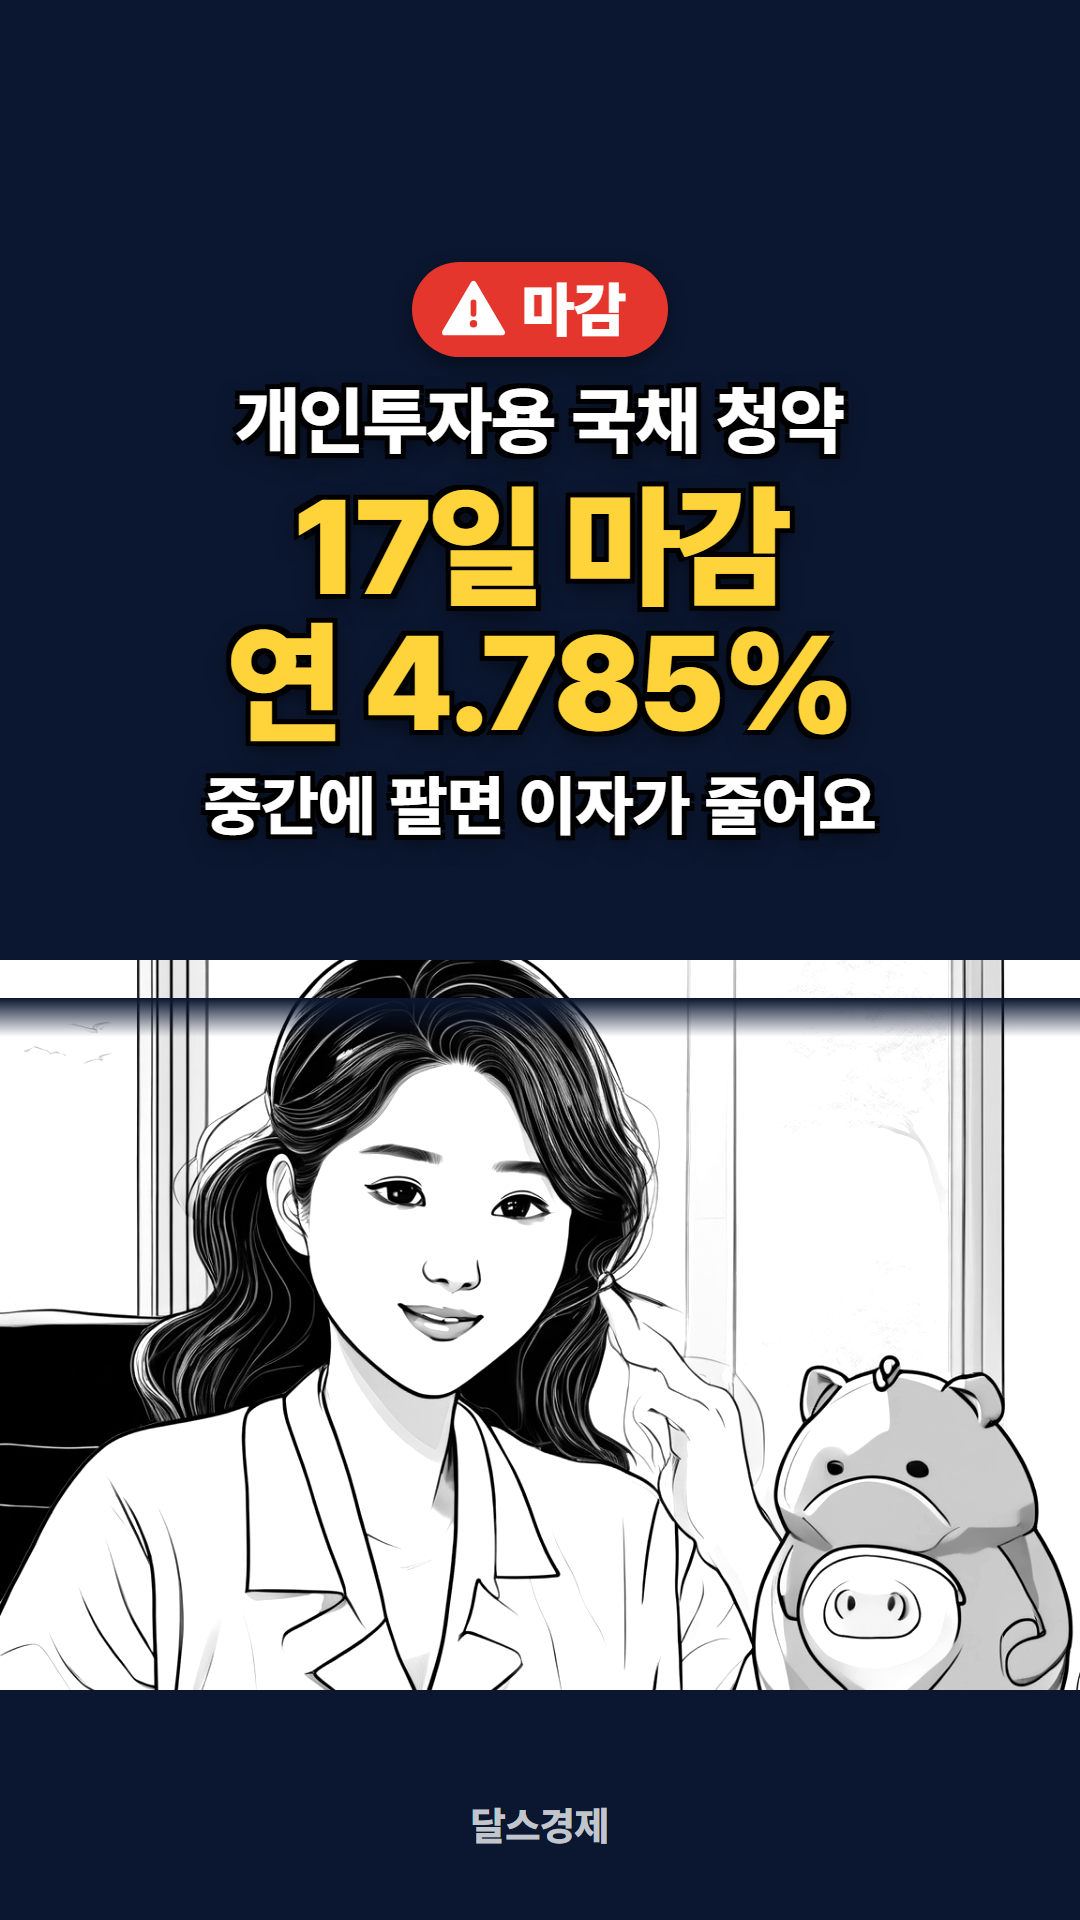 마감
개인투자용 국채 청약
17일 마감
연 4.785%
중간에 팔면 이자가 줄어요
달스경제